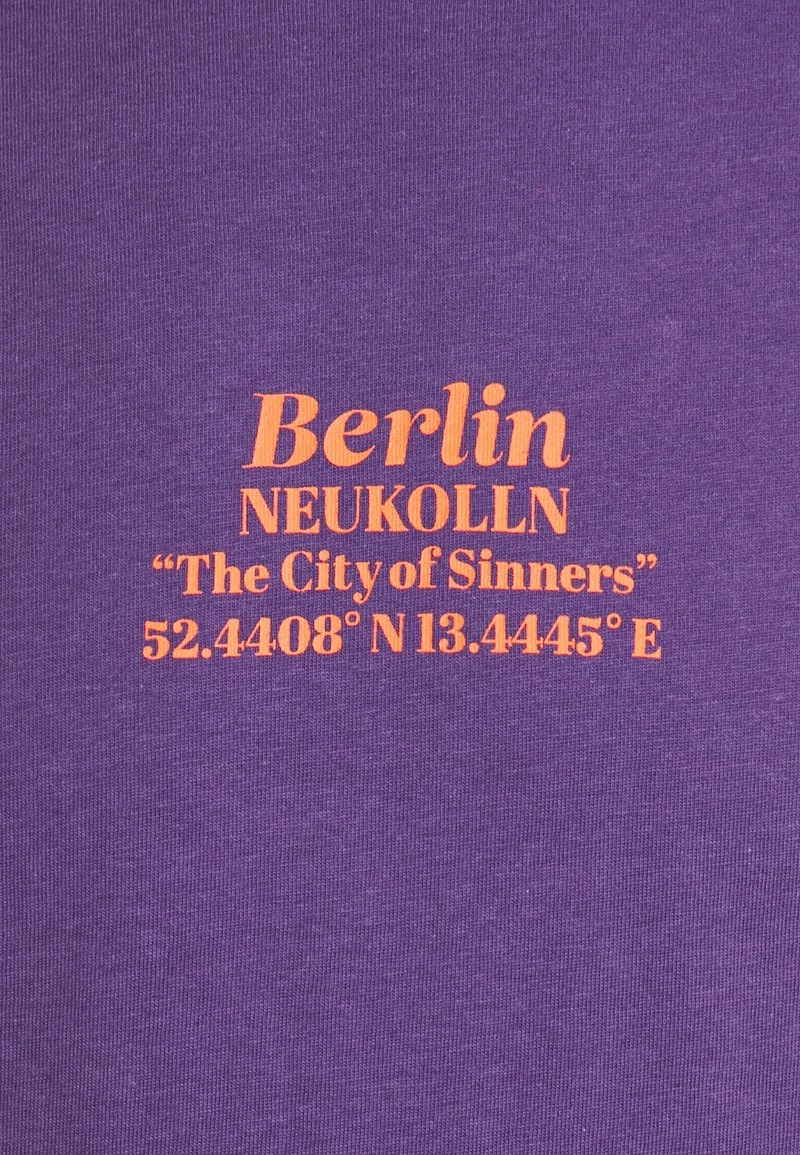 Berlin
NEUKOLLN
“The City of Sinners”
52.4408° N 13.4445° E